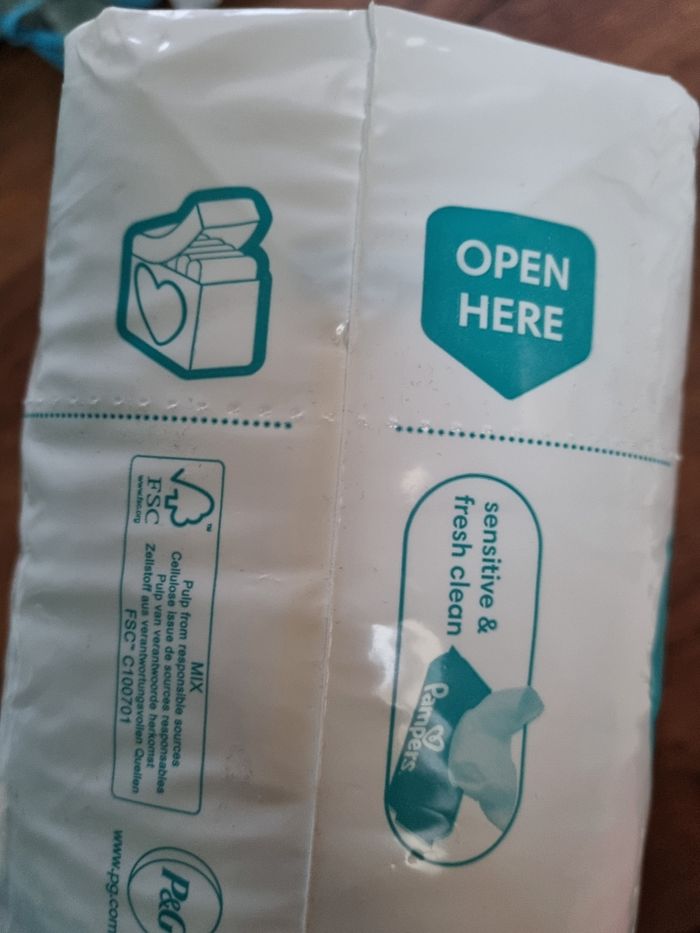 OPEN
HERE
sensitive &
fresh clean
Pampers
FSC
www.fsc.org
MIX
Pulp from responsible sources
Cellulose issue de sources responsables
Pulp van verantwoorde herkomst
Zellstoff aus verantwortungsvollen Quellen
FSC™ C100701
P&G
www.pg.com